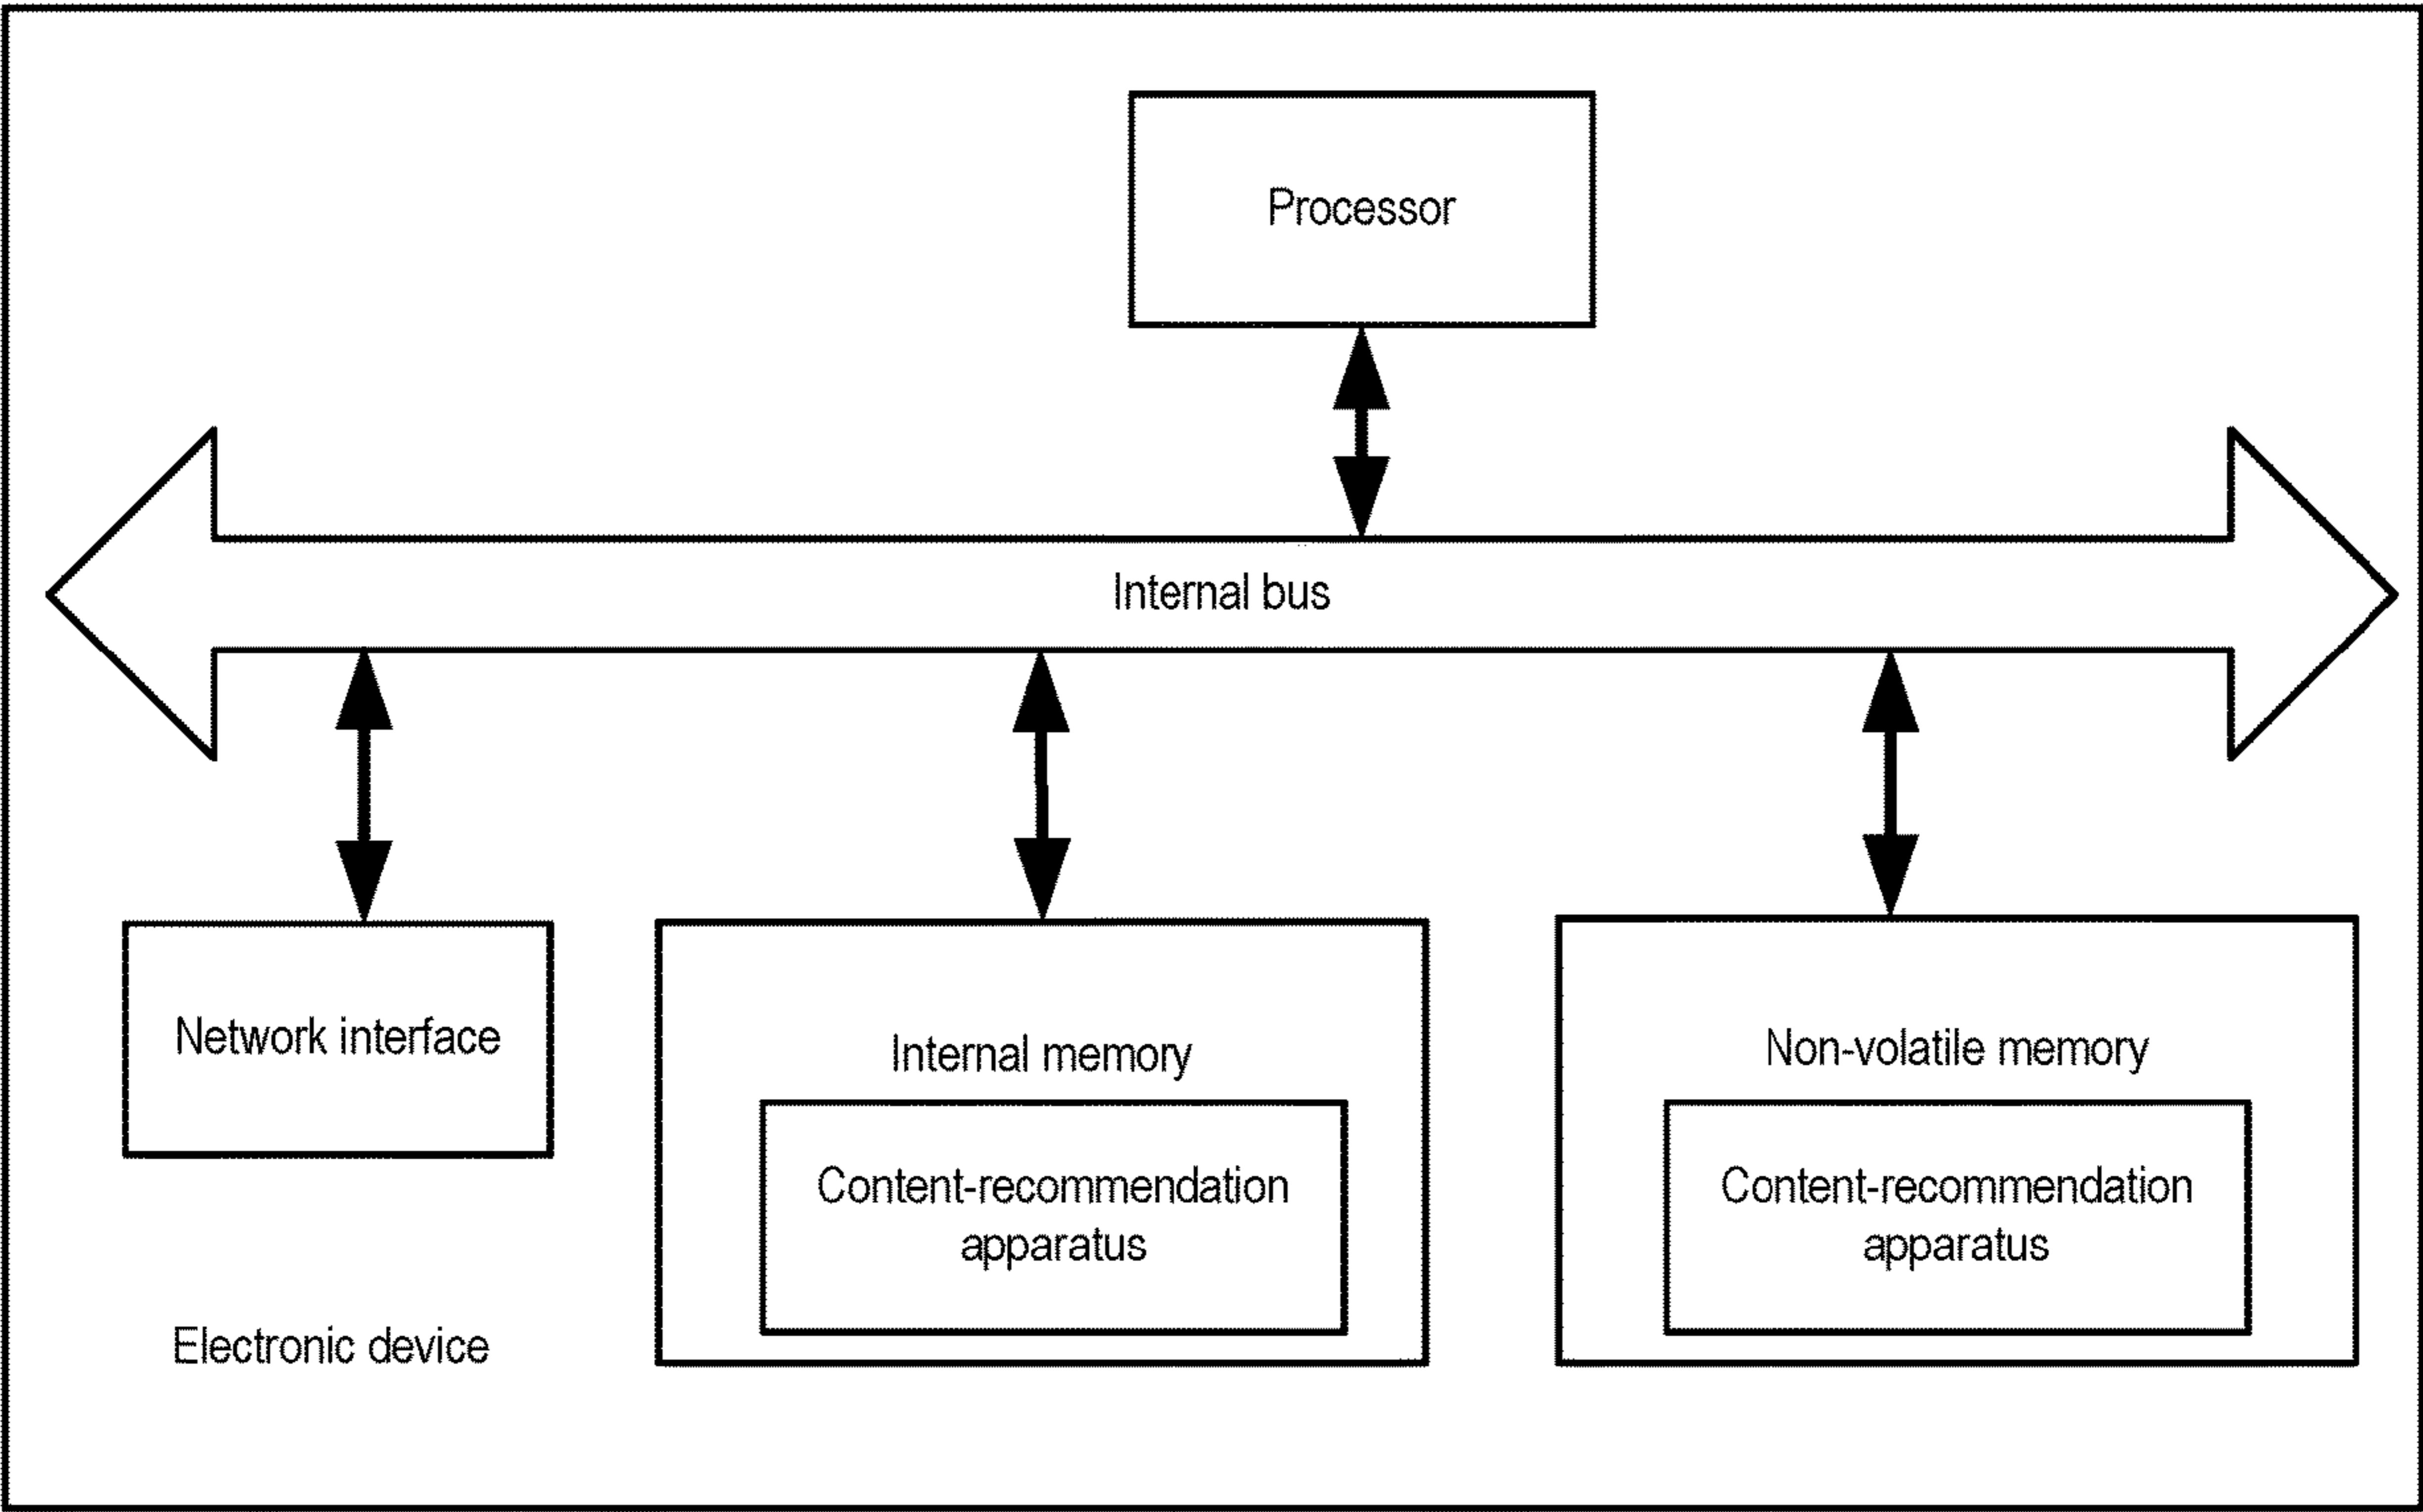 Processor
Internal bus
Network interface
Internal memory
Non-volatile memory
Content-recommendation
apparatus
Content-recommendation
apparatus
Electronic device